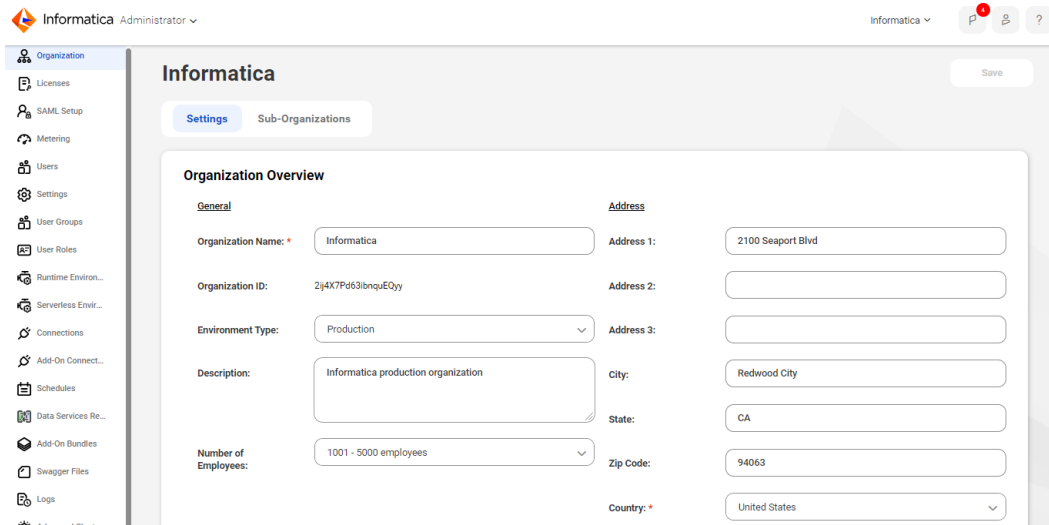 Informatica Administrator
Informatica
4
?
Organization
Licenses
SAML Setup
Metering
Users
Settings
User Groups
User Roles
Runtime Environ...
Serverless Envir...
Connections
Add-On Connect...
Schedules
Data Services Re...
Add-On Bundles
Swagger Files
Logs
Informatica
Save
Settings
Sub-Organizations
Organization Overview
General
Organization Name: *
Informatica
Organization ID:
2ij4X7Pd63ibnquEQyy
Environment Type:
Production
Description:
Informatica production organization
Number of
Employees:
1001 - 5000 employees
Address
Address 1:
2100 Seaport Blvd
Address 2:
Address 3:
City:
Redwood City
State:
CA
Zip Code:
94063
Country: *
United States